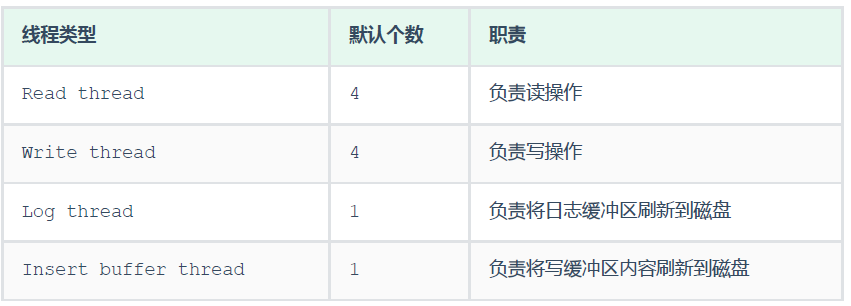 线程类型 默认个数 职责
Read thread 4 负责读操作
Write thread 4 负责写操作
Log thread 1 负责将日志缓冲区刷新到磁盘
Insert buffer thread 1 负责将写缓冲区内容刷新到磁盘